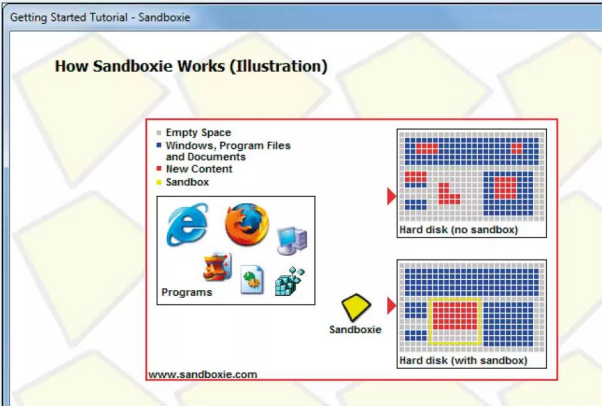 Getting Started Tutorial - Sandboxie
How Sandboxie Works (Illustration)
Empty Space
Windows, Program Files
and Documents
New Content
Sandbox
Programs
Hard disk (no sandbox)
Sandboxie
Hard disk (with sandbox)
www.sandboxie.com